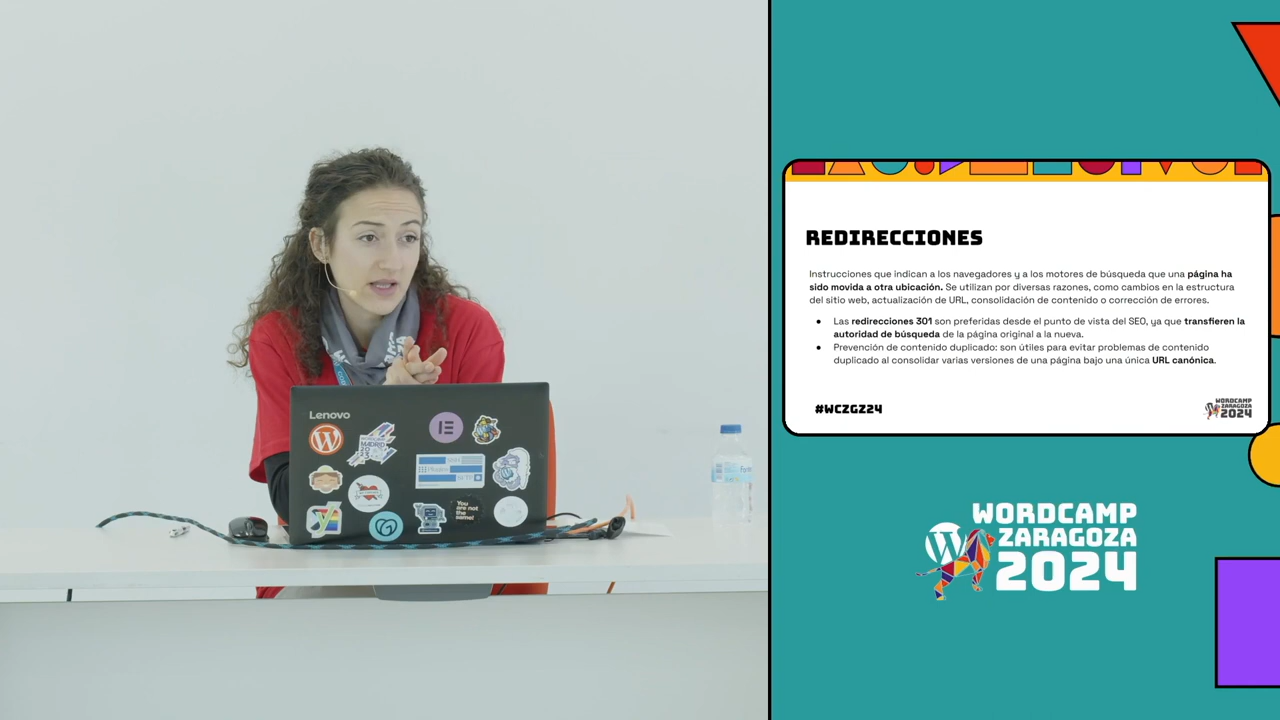 Lenovo
WORDCAMP
MADRID
You
are not
the
same!
REDIRECCIONES
Instrucciones que indican a los navegadores y a los motores de búsqueda que una página ha
sido movida a otra ubicación. Se utilizan por diversas razones, como cambios en la estructura
del sitio web, actualización de URL, consolidación de contenido o corrección de errores.
• Las redirecciones 301 son preferidas desde el punto de vista del SEO, ya que transfieren la
autoridad de búsqueda de la página original a la nueva.
• Prevención de contenido duplicado: son útiles para evitar problemas de contenido
duplicado al consolidar varias versiones de una página bajo una única URL canónica.
#WCZGZ24
WORDCAMP
ZARAGOZA
2024
WORDCAMP
ZARAGOZA
2024